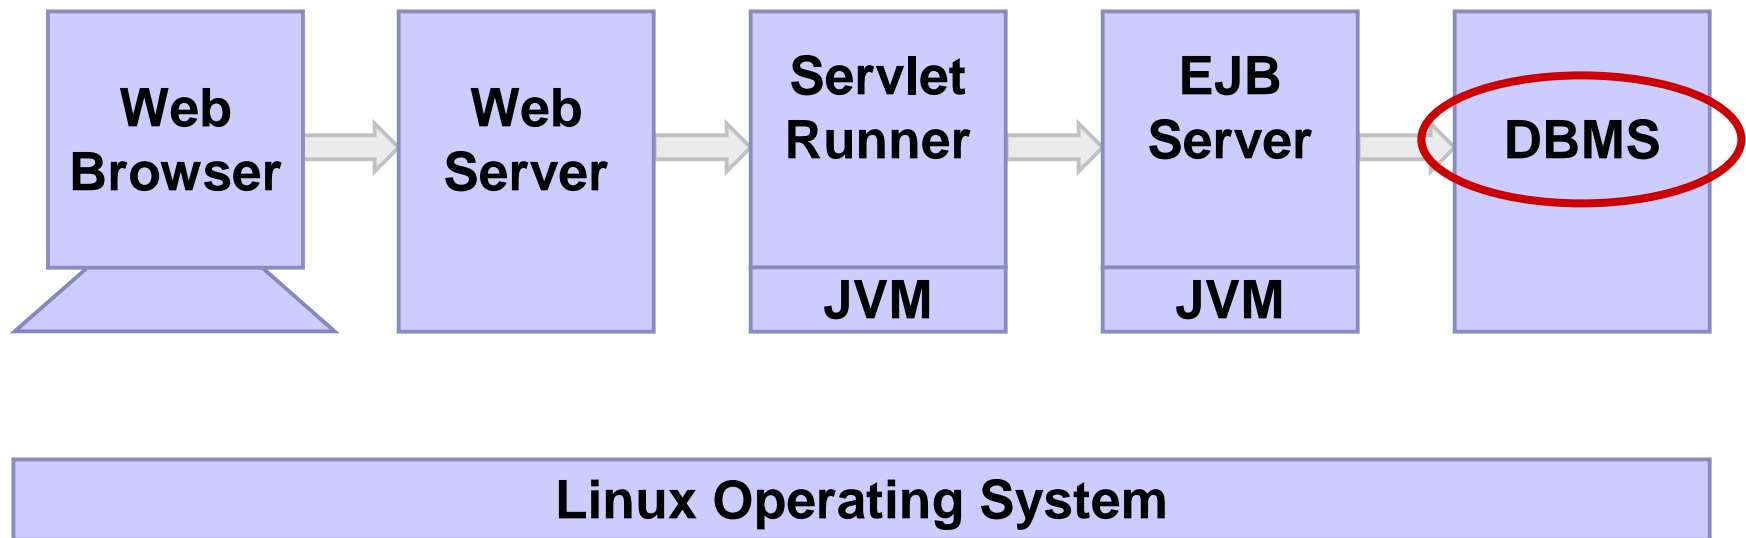 Web
Browser
Web
Server
Servlet
Runner
JVM
EJB
Server
JVM
DBMS
Linux Operating System